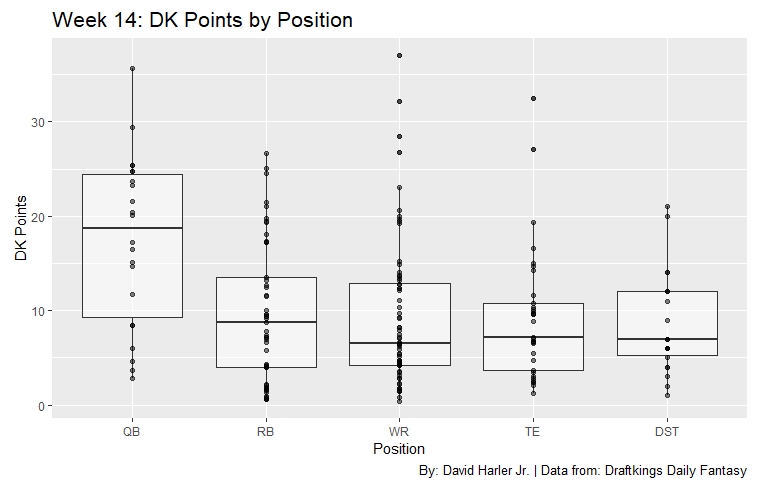 Week 14: DK Points by Position
DK Points
30
20
10
0
QB RB WR TE DST
Position
By: David Harler Jr. | Data from: Draftkings Daily Fantasy